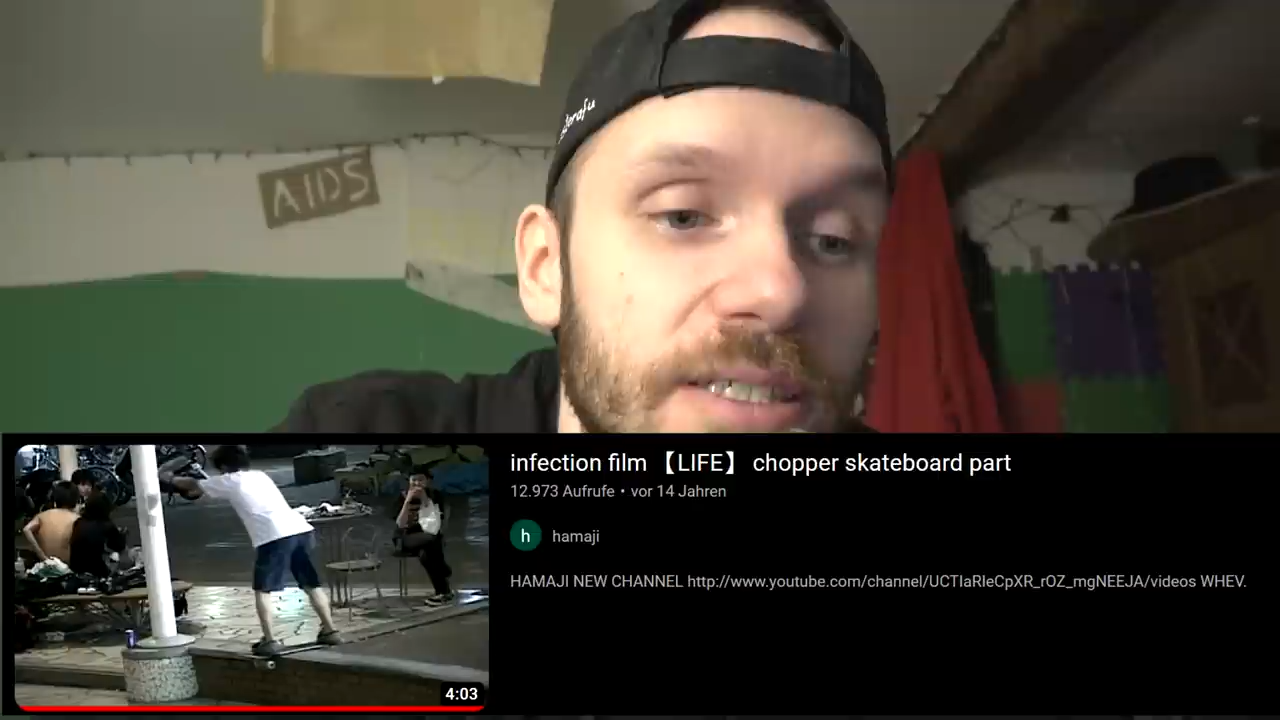 AIDS
infection film 【LIFE】 chopper skateboard part
12.973 Aufrufe • vor 14 Jahren
h hamaji
HAMAJI NEW CHANNEL http://www.youtube.com/channel/UCTIaRIeCpXR_rOZ_mgNEEJA/videos WHEV.
4:03